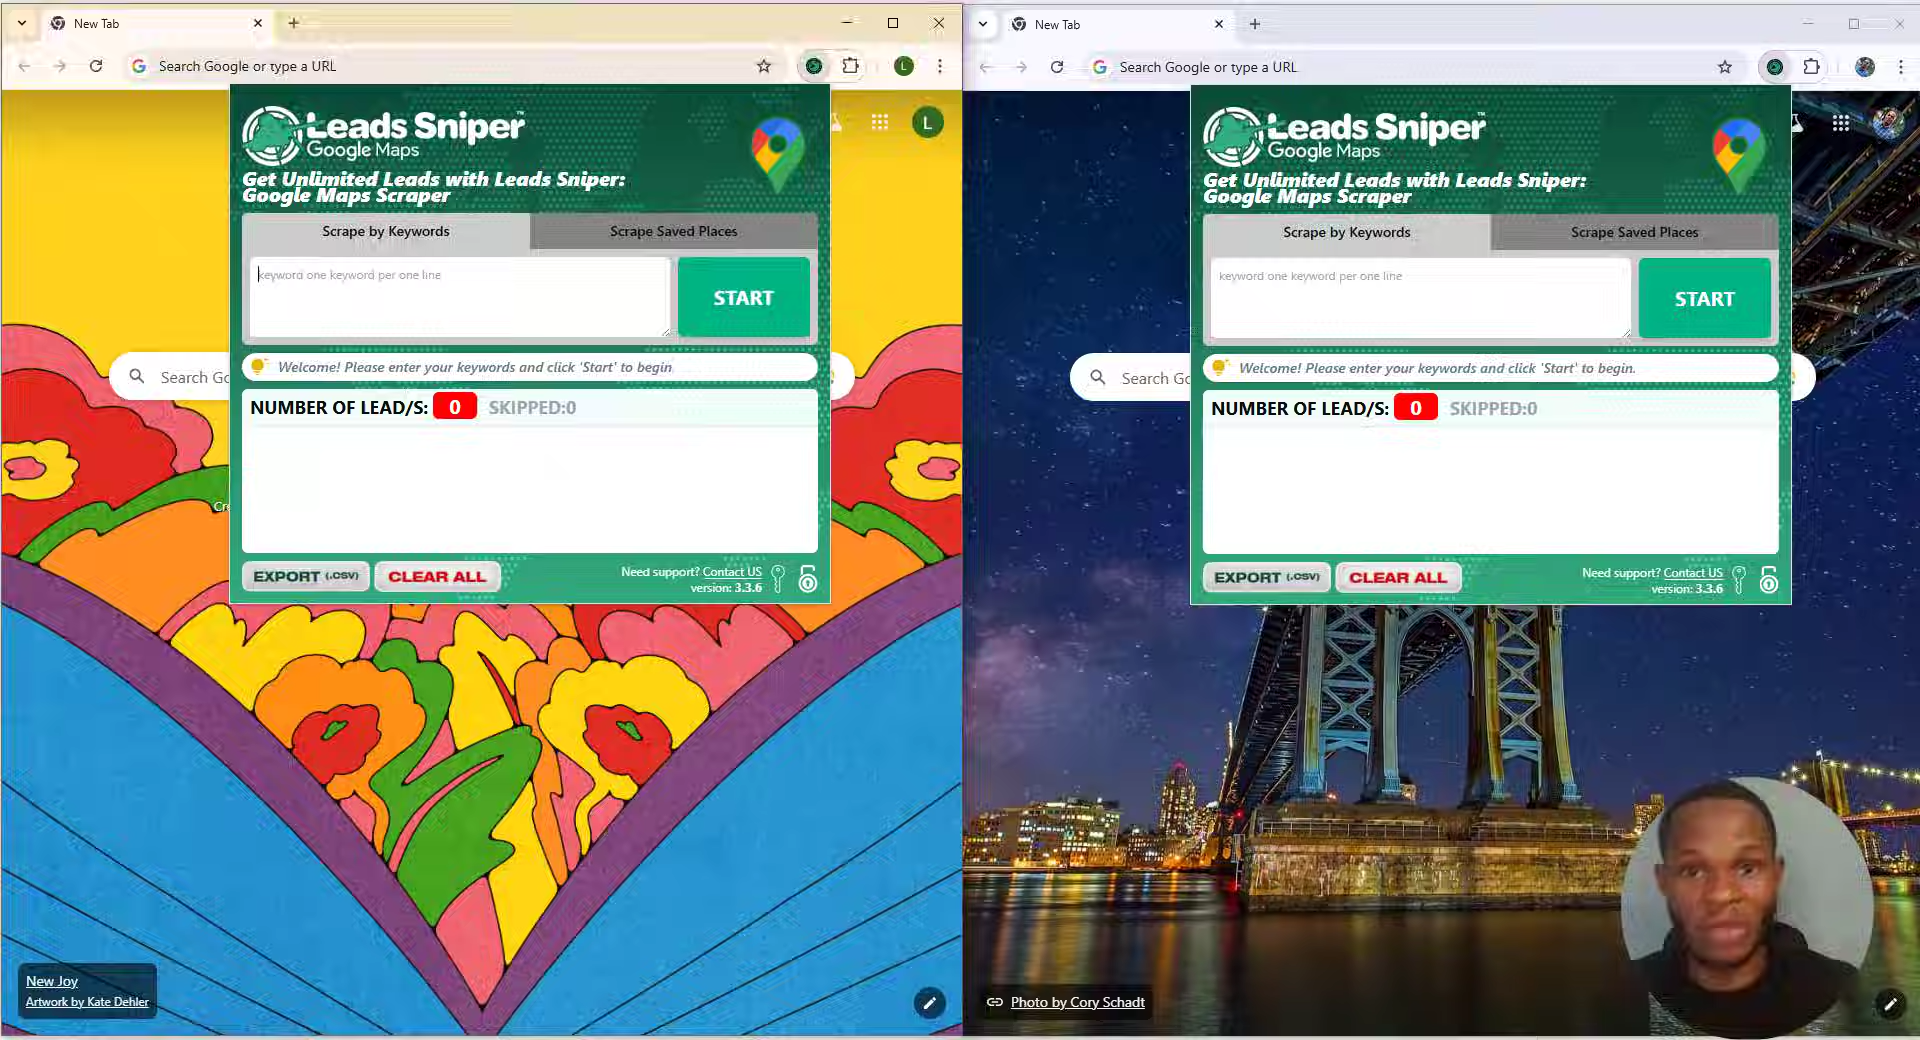 New Tab
Search Google or type a URL
L
L
Leads Sniper™
Google Maps
Get Unlimited Leads with Leads Sniper:
Google Maps Scraper
Scrape by Keywords
Scrape Saved Places
keyword one keyword per one line
START
Search Go
Welcome! Please enter your keywords and click 'Start' to begin.
NUMBER OF LEAD/S: 0 SKIPPED:0
EXPORT (.CSV)
CLEAR ALL
Need support? Contact US
version: 3.3.6
New Joy
Artwork by Kate Dehler
New Tab
Search Google or type a URL
Leads Sniper™
Google Maps
Get Unlimited Leads with Leads Sniper:
Google Maps Scraper
Scrape by Keywords
Scrape Saved Places
keyword one keyword per one line
START
Search Go
Welcome! Please enter your keywords and click 'Start' to begin.
NUMBER OF LEAD/S: 0 SKIPPED:0
EXPORT (.CSV)
CLEAR ALL
Need support? Contact US
version: 3.3.6
Photo by Cory Schadt